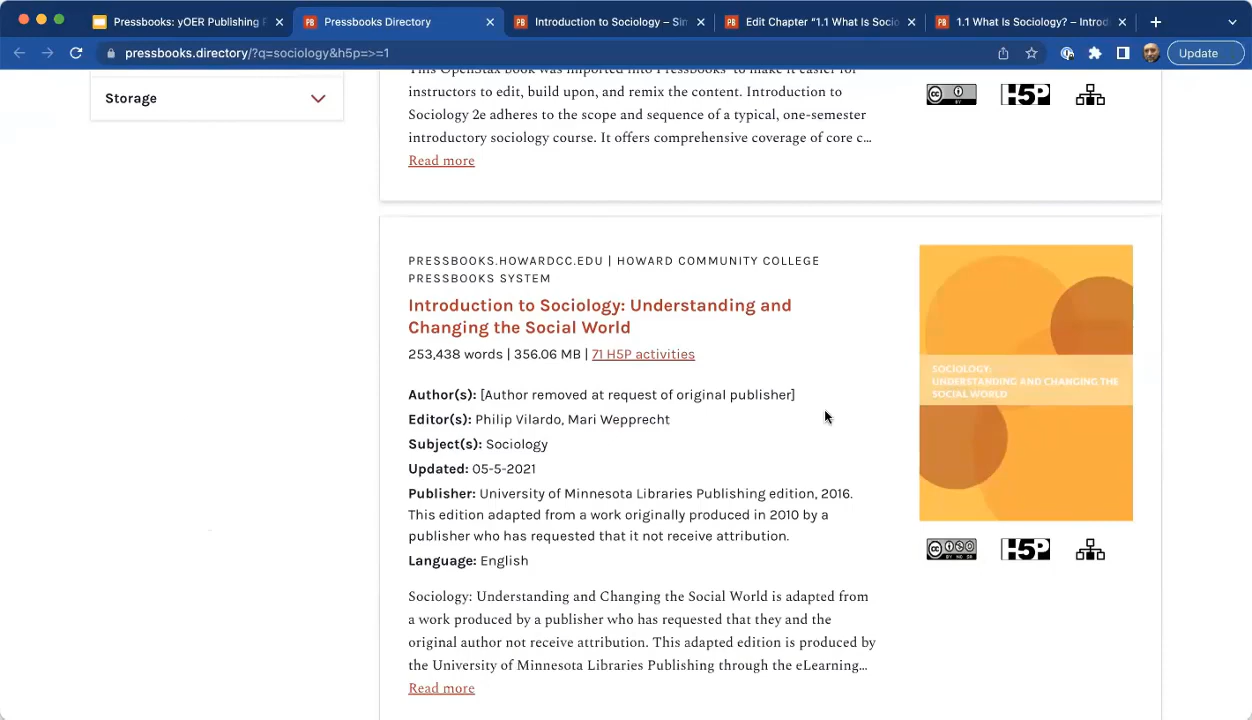 Pressbooks: yOER Publishing F
Pressbooks Directory
Introduction to Sociology – Sim
Edit Chapter "1.1 What Is Socio
1.1 What Is Sociology? – Introd
pressbooks.directory/?q=sociology&h5p=>=1
Update
Storage
This OpenStax book was imported into Pressbooks to make it easier for
instructors to edit, build upon, and remix the content. Introduction to
Sociology 2e adheres to the scope and sequence of a typical, one-semester
introductory sociology course. It offers comprehensive coverage of core c…
Read more
CC BY
H5P
PRESSBOOKS.HOWARDCC.EDU | HOWARD COMMUNITY COLLEGE
PRESSBOOKS SYSTEM
Introduction to Sociology: Understanding and
Changing the Social World
253,438 words | 356.06 MB | 71 H5P activities
Author(s): [Author removed at request of original publisher]
Editor(s): Philip Vilardo, Mari Wepprecht
Subject(s): Sociology
Updated: 05-5-2021
Publisher: University of Minnesota Libraries Publishing edition, 2016.
This edition adapted from a work originally produced in 2010 by a
publisher who has requested that it not receive attribution.
Language: English
Sociology: Understanding and Changing the Social World is adapted from
a work produced by a publisher who has requested that they and the
original author not receive attribution. This adapted edition is produced by
the University of Minnesota Libraries Publishing through the eLearning…
Read more
SOCIOLOGY:
UNDERSTANDING AND CHANGING THE
SOCIAL WORLD
CC BY NC SA
H5P